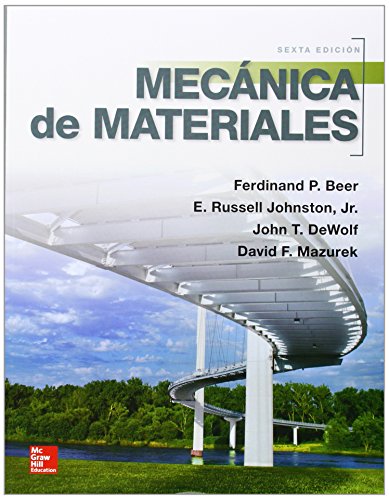 SEXTA EDICIÓN
MECÁNICA
de MATERIALES
Ferdinand P. Beer
E. Russell Johnston, Jr.
John T. DeWolf
David F. Mazurek
Mc
Graw
Hill
Education